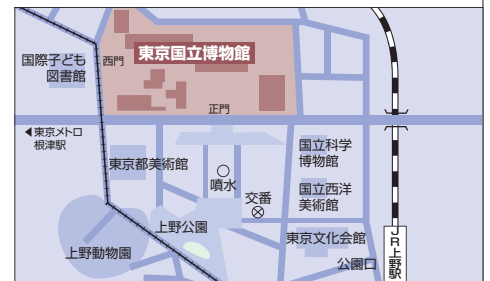 東京国立博物館
国際子ども
図書館
西門
正門
◀東京メトロ
根津駅
東京都美術館
噴水
国立科学
博物館
交番
国立西洋
美術館
上野公園
東京文化会館
上野動物園
公園口
JR上野駅